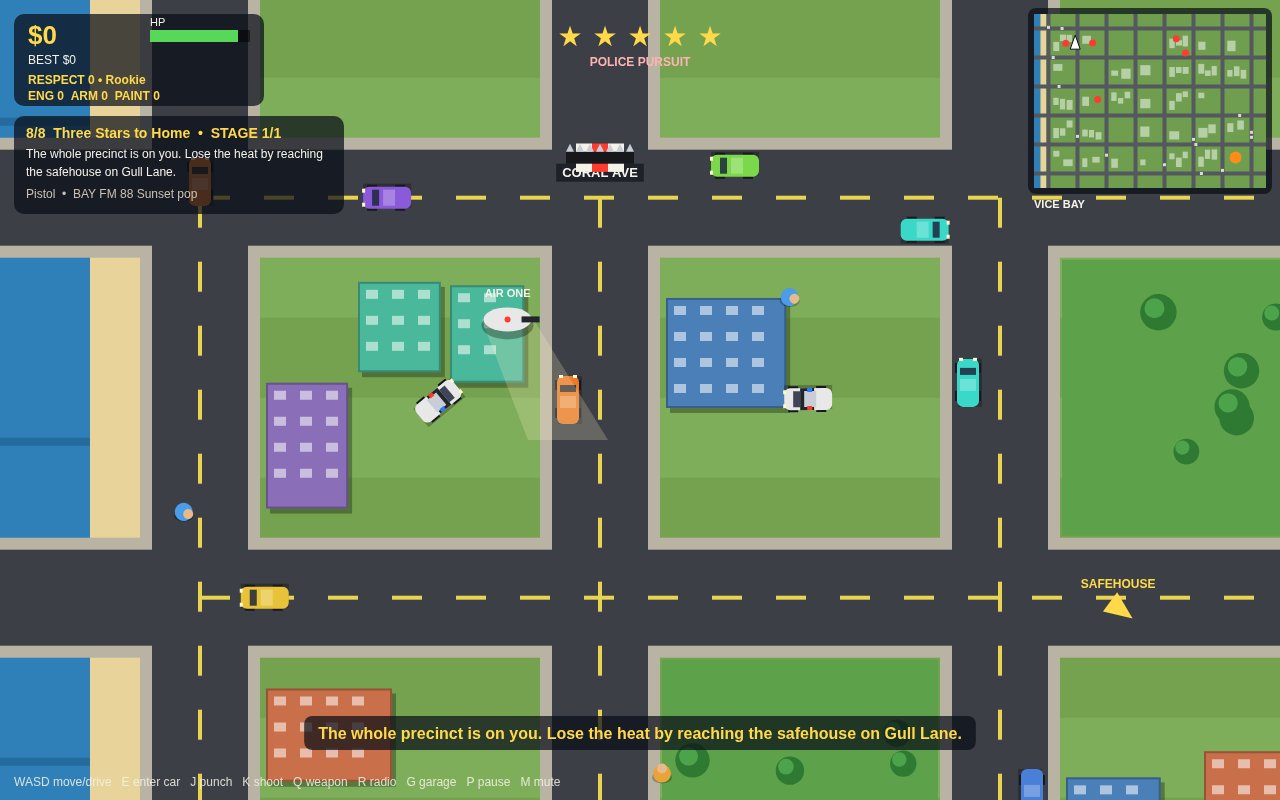 $0
HP
BEST $0
RESPECT 0 • Rookie
ENG 0 ARM 0 PAINT 0
★ ★ ★ ★ ★
POLICE PURSUIT
8/8 Three Stars to Home • STAGE 1/1
The whole precinct is on you. Lose the heat by reaching
the safehouse on Gull Lane.
Pistol • BAY FM 88 Sunset pop
CORAL AVE
VICE BAY
AIR ONE
SAFEHOUSE
The whole precinct is on you. Lose the heat by reaching the safehouse on Gull Lane.
WASD move/drive E enter car J punch K shoot Q weapon R radio G garage P pause M mute